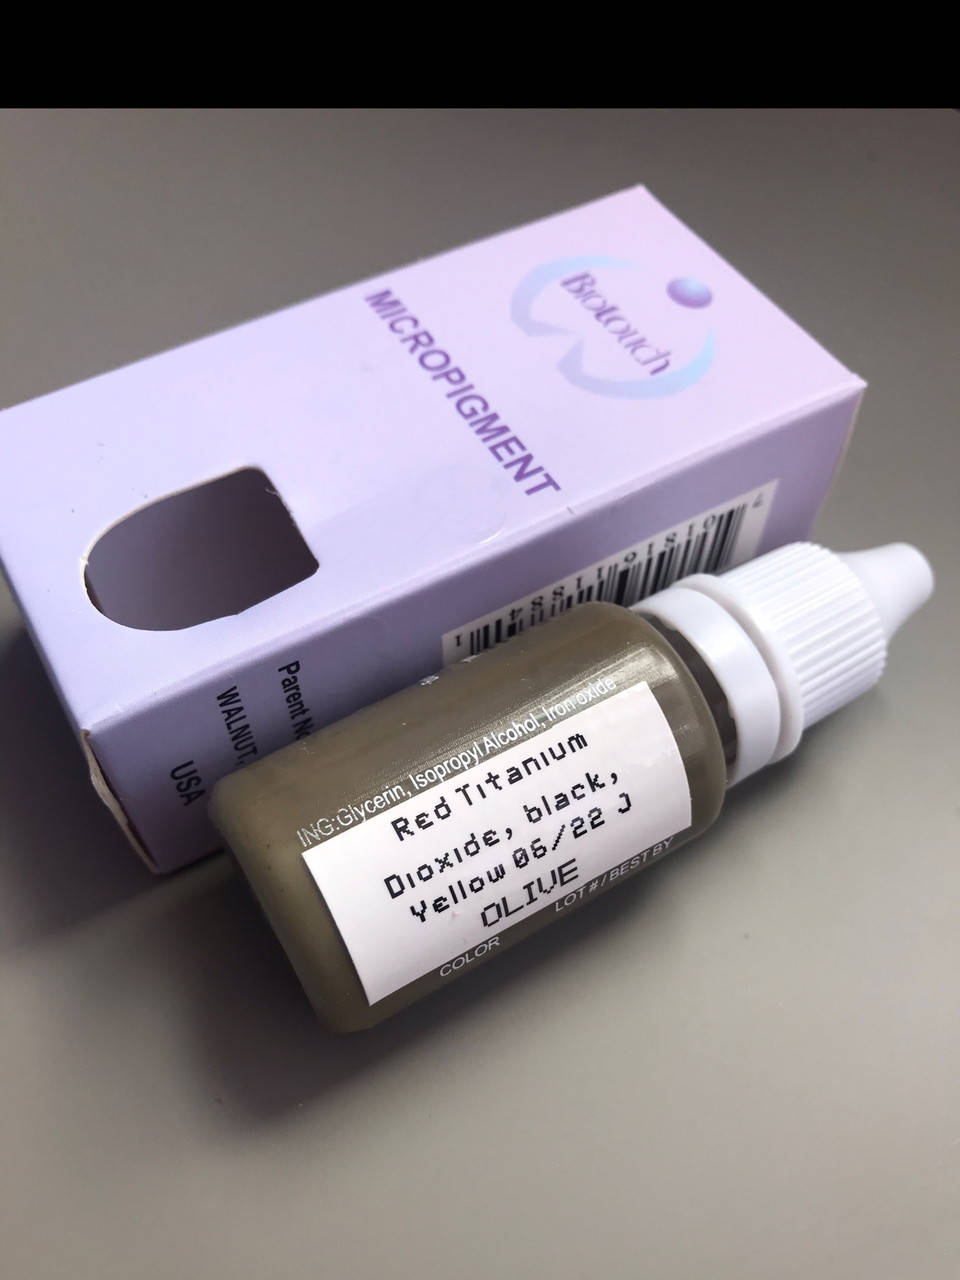 Biotouch
MICROPIGMENT
Parent
WALNUT,
USA
ING:Glycerin, Isopropyl Alcohol, Iron oxide
Red Titanium
Dioxide, black,
Yellow 06/22 J
OLIVE
COLOR
LOT # / BEST BY